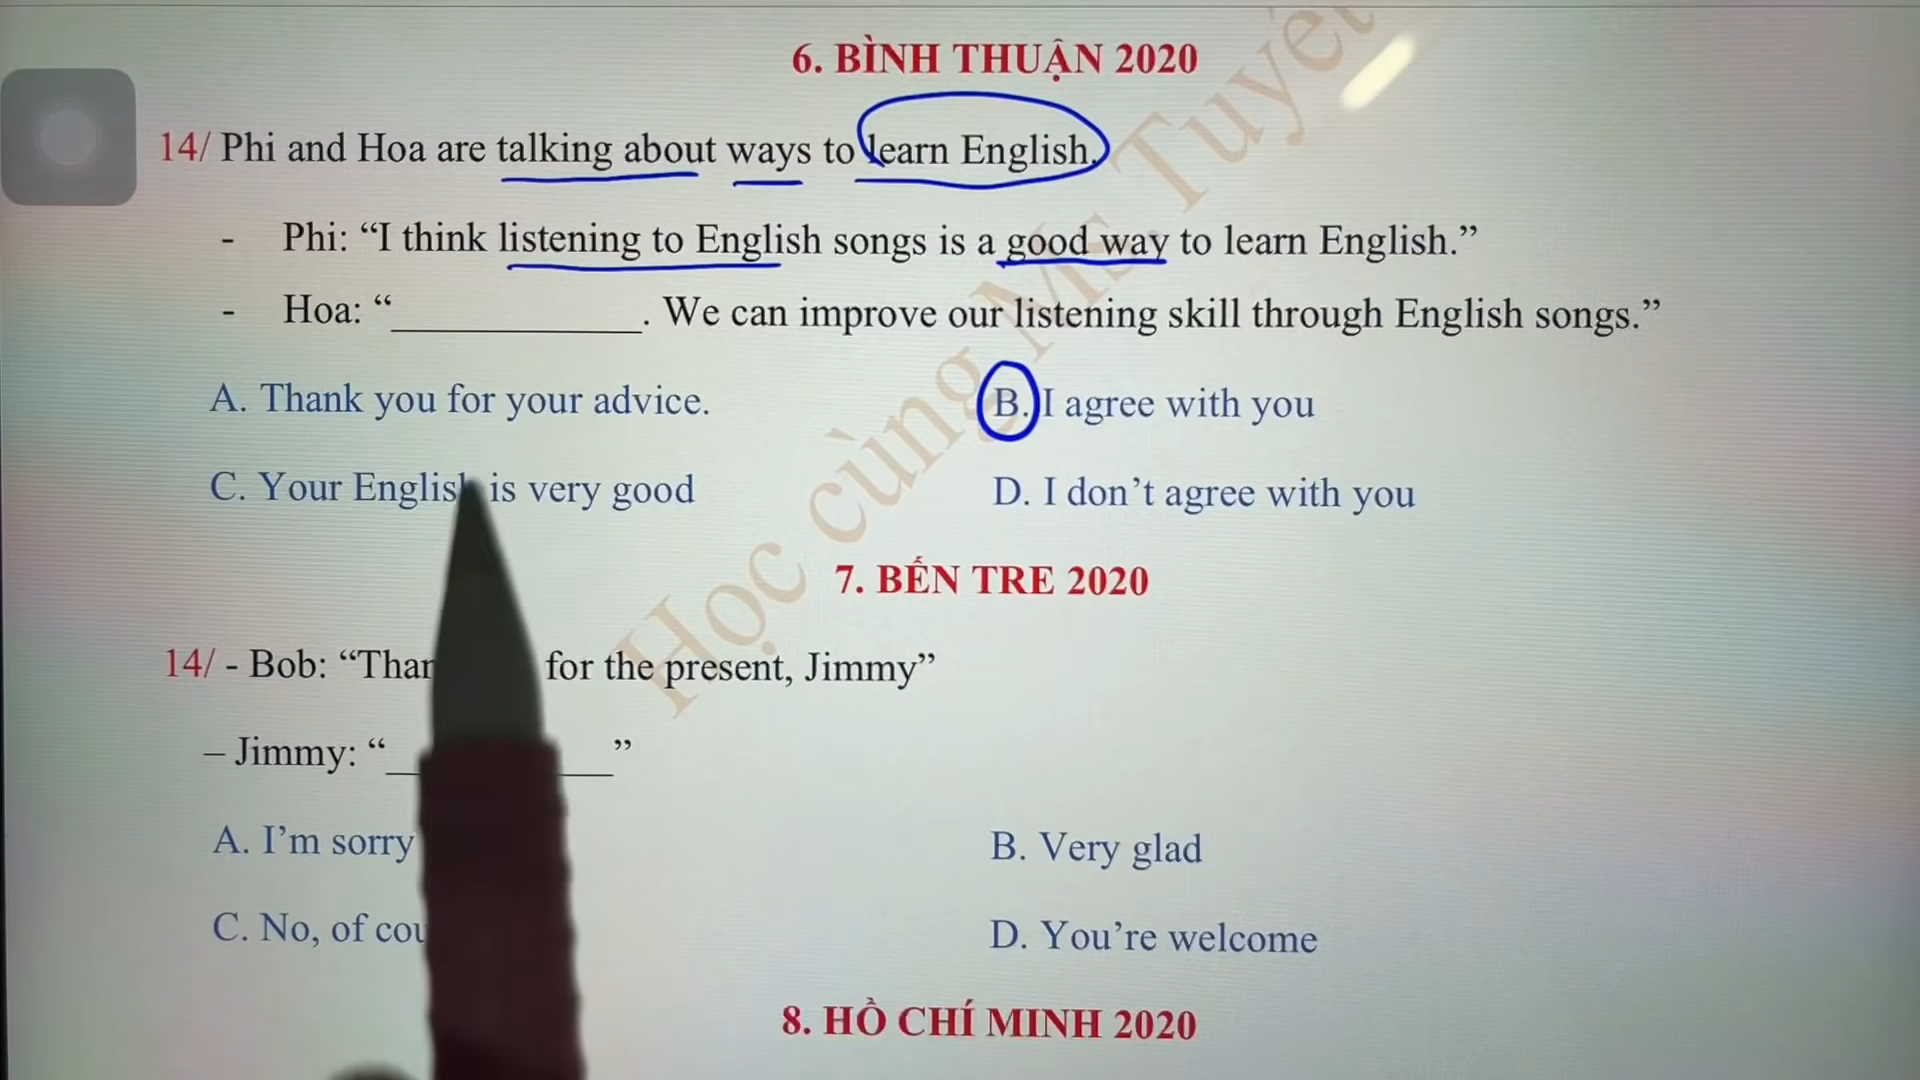 6. BÌNH THUẬN 2020
14/ Phi and Hoa are talking about ways to learn English.
- Phi: “I think listening to English songs is a good way to learn English.”
- Hoa: “____________. We can improve our listening skill through English songs.”
A. Thank you for your advice.
B. I agree with you
C. Your English is very good
D. I don’t agree with you
7. BẾN TRE 2020
14/ - Bob: “ for the present, Jimmy”
– Jimmy: “____________”
A. I’m sorry
B. Very glad
C. No, of
D. You’re welcome
8. HỒ CHÍ MINH 2020
Học cùng Ms. Tuyết